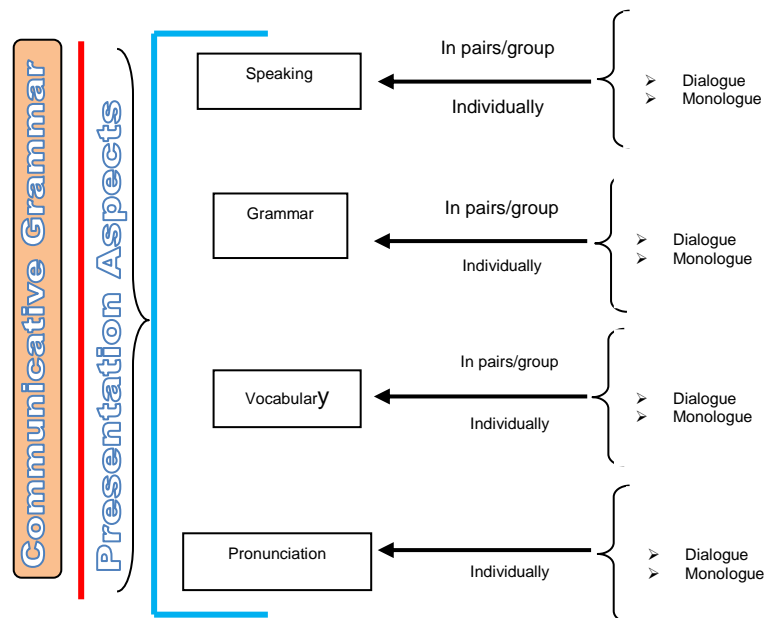 Communicative Grammar
Presentation Aspects
Speaking
In pairs/group
Individually
Dialogue
Monologue
Grammar
In pairs/group
Individually
Dialogue
Monologue
Vocabulary
In pairs/group
Individually
Dialogue
Monologue
Pronunciation
Individually
Dialogue
Monologue